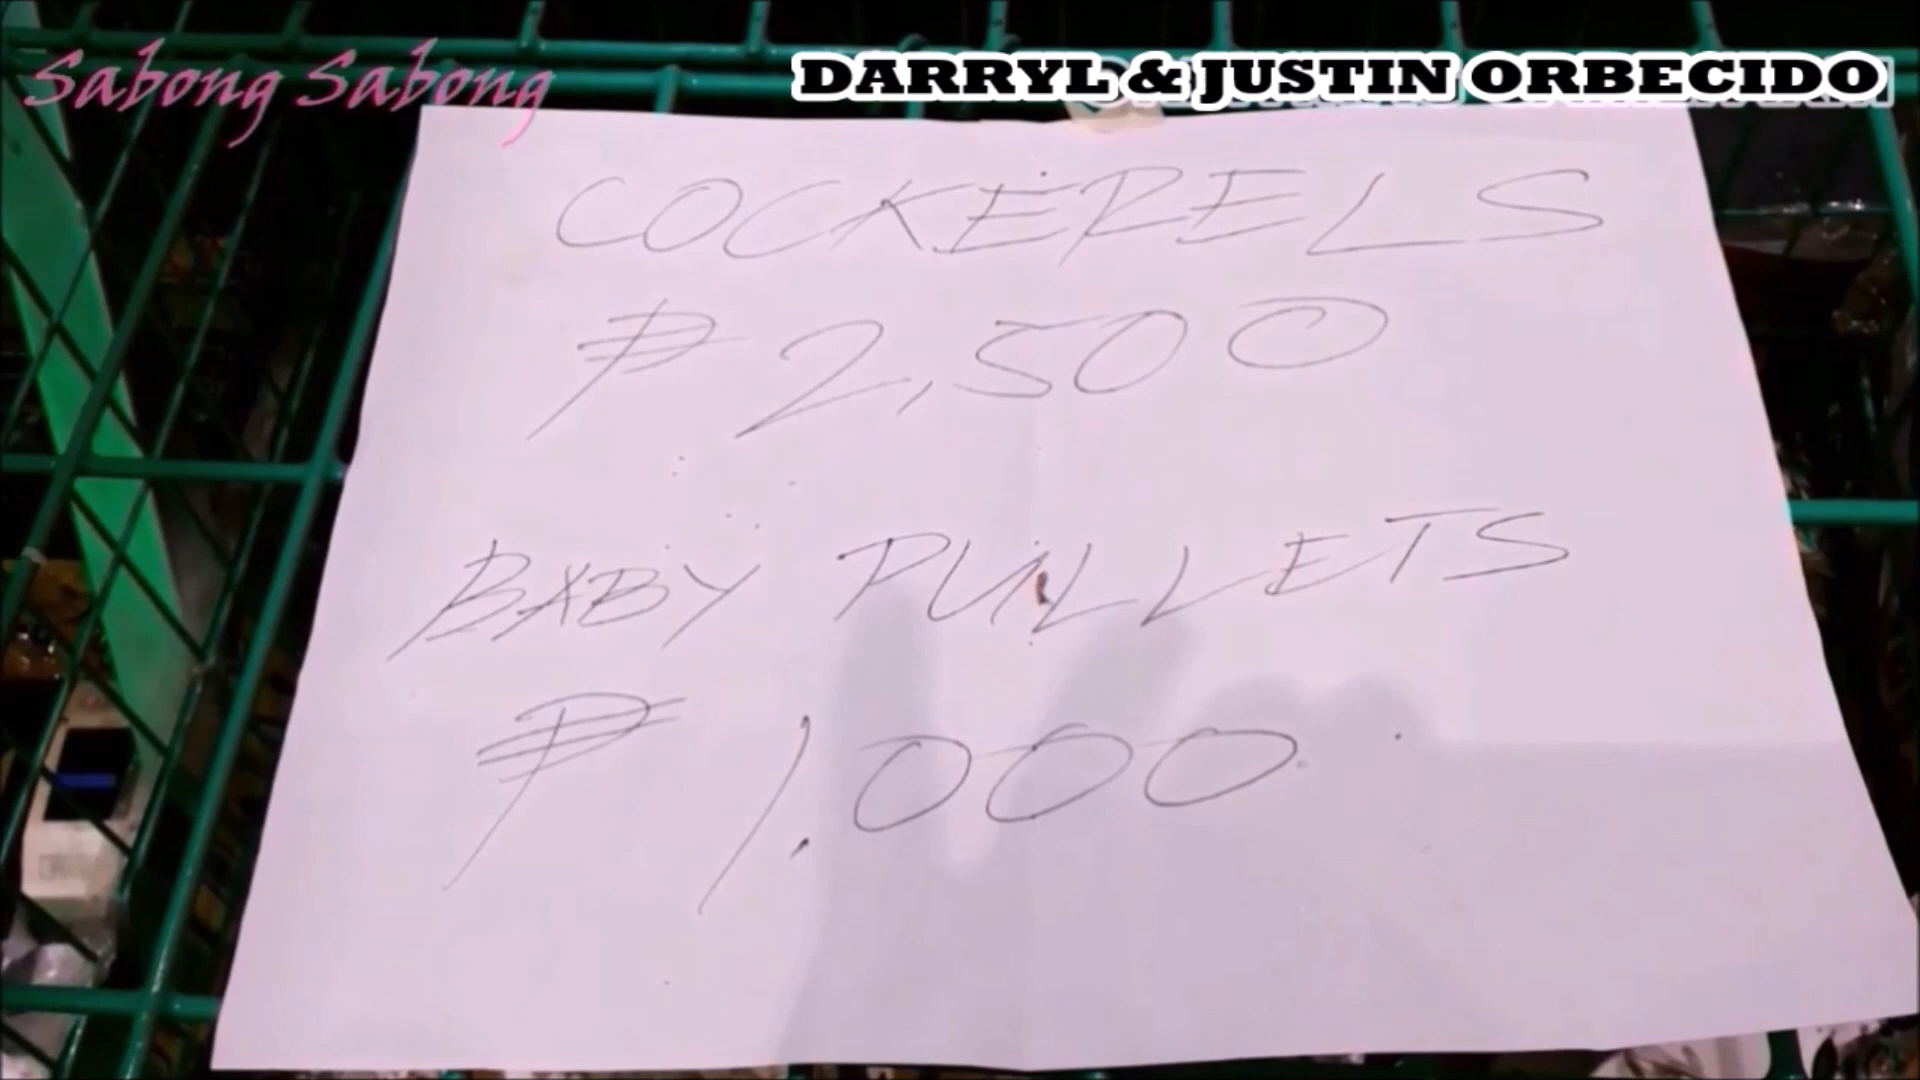 Sabong Sabong
DARRYL & JUSTIN ORBECIDO
COCKERELS
₱ 2,500
BABY PULLETS
₱ 1.000